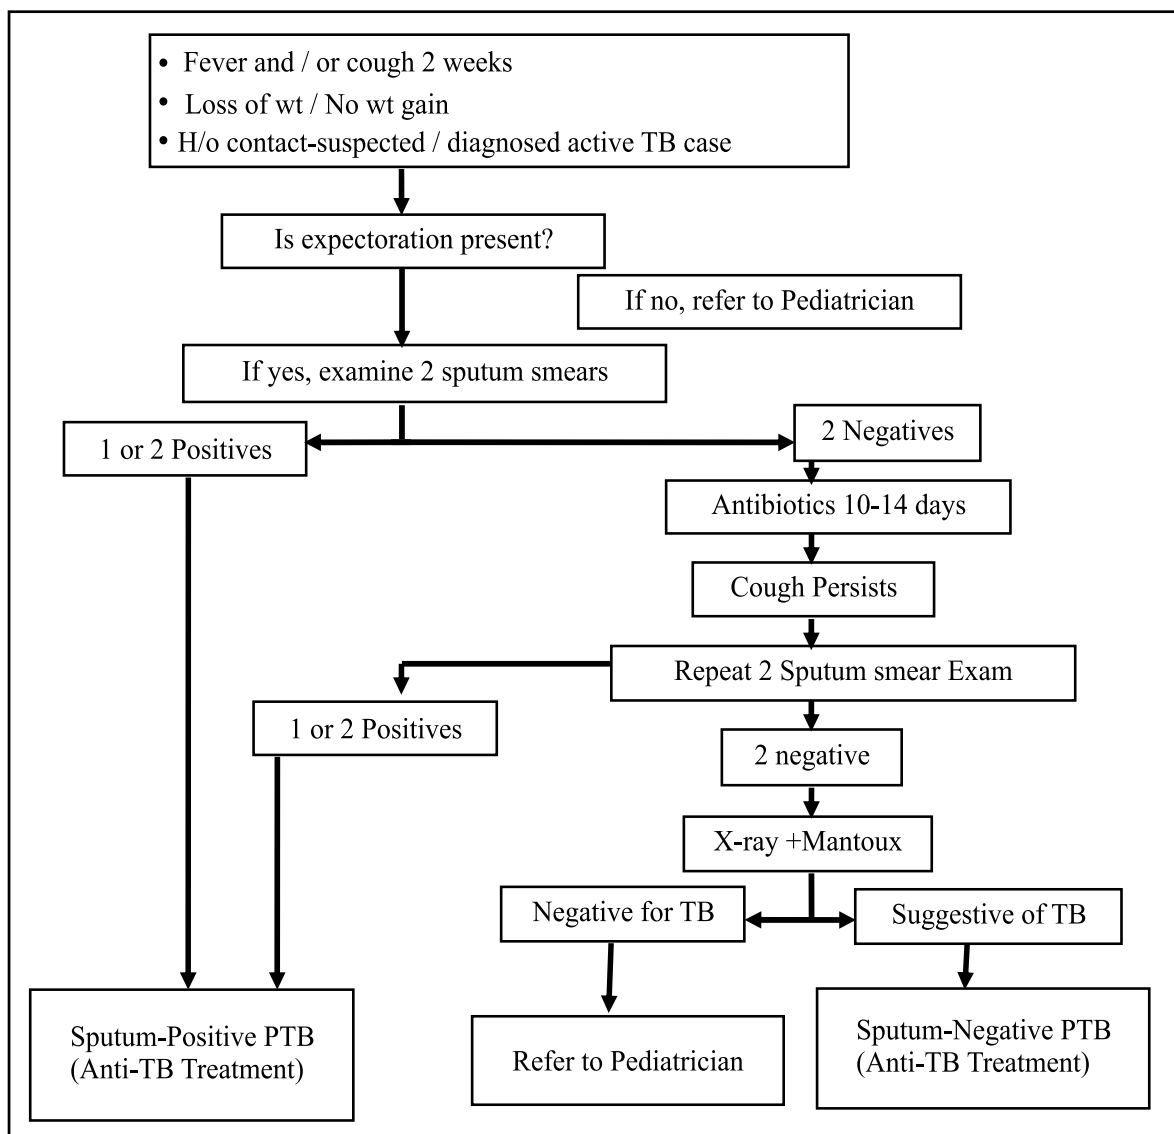 • Fever and / or cough 2 weeks
• Loss of wt / No wt gain
• H/o contact-suspected / diagnosed active TB case
Is expectoration present?
If no, refer to Pediatrician
If yes, examine 2 sputum smears
1 or 2 Positives
2 Negatives
Antibiotics 10-14 days
Cough Persists
Repeat 2 Sputum smear Exam
1 or 2 Positives
2 negative
X-ray +Mantoux
Negative for TB
Suggestive of TB
Sputum-Positive PTB
(Anti-TB Treatment)
Refer to Pediatrician
Sputum-Negative PTB
(Anti-TB Treatment)